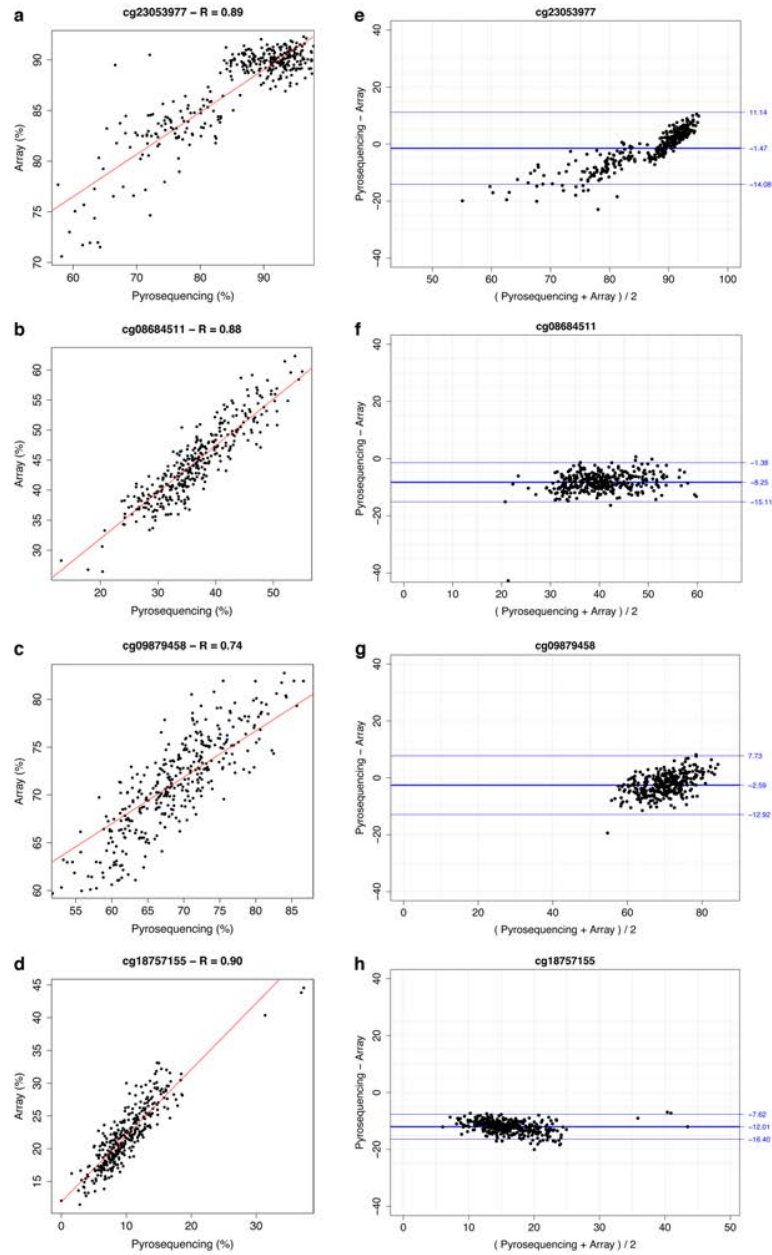 a
cg23053977 – R = 0.89
Array (%)
90
85
80
75
70
60 70 80 90
Pyrosequencing (%)
e
cg23053977
Pyrosequencing − Array
40
20
0
−20
−40
11.14
−1.47
−14.08
50 60 70 80 90 100
( Pyrosequencing + Array ) / 2
b
cg08684511 – R = 0.88
Array (%)
60
55
50
45
40
35
30
20 30 40 50
Pyrosequencing (%)
f
cg08684511
Pyrosequencing − Array
40
20
0
−20
−40
−1.38
−8.25
−15.11
0 10 20 30 40 50 60
( Pyrosequencing + Array ) / 2
c
cg09879458 – R = 0.74
Array (%)
80
75
70
65
60
55 60 65 70 75 80 85
Pyrosequencing (%)
g
cg09879458
Pyrosequencing − Array
40
20
0
−20
−40
7.73
−2.59
−12.92
0 20 40 60 80
( Pyrosequencing + Array ) / 2
d
cg18757155 – R = 0.90
Array (%)
45
40
35
30
25
20
15
0 10 20 30
Pyrosequencing (%)
h
cg18757155
Pyrosequencing − Array
40
20
0
−20
−40
−7.62
−12.01
−16.40
0 10 20 30 40 50
( Pyrosequencing + Array ) / 2